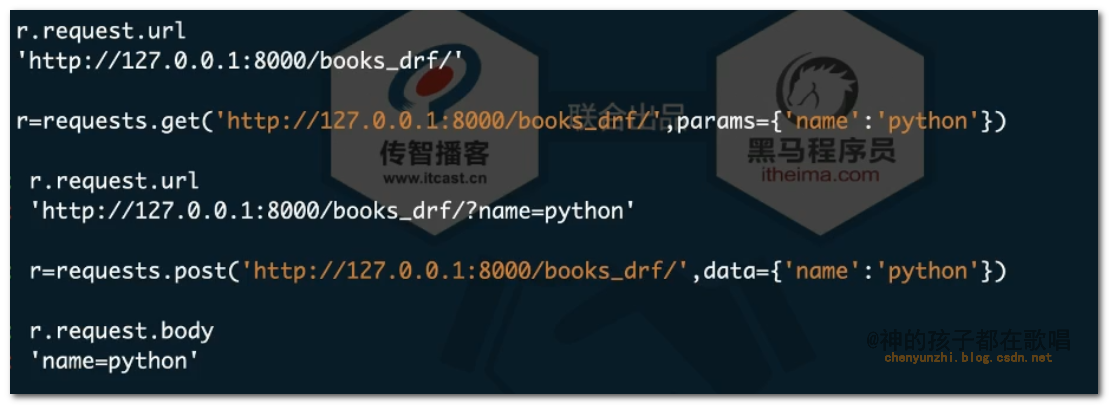 r.request.url
'http://127.0.0.1:8000/books_drf/'
r=requests.get('http://127.0.0.1:8000/books_drf/',params={'name':'python'})
r.request.url
'http://127.0.0.1:8000/books_drf/?name=python'
r=requests.post('http://127.0.0.1:8000/books_drf/',data={'name':'python'})
r.request.body
'name=python'
联合出品
传智播客
www.itcast.cn
黑马程序员
itheima.com
@神的孩子都在歌唱
chenyunzhi.blog.csdn.net